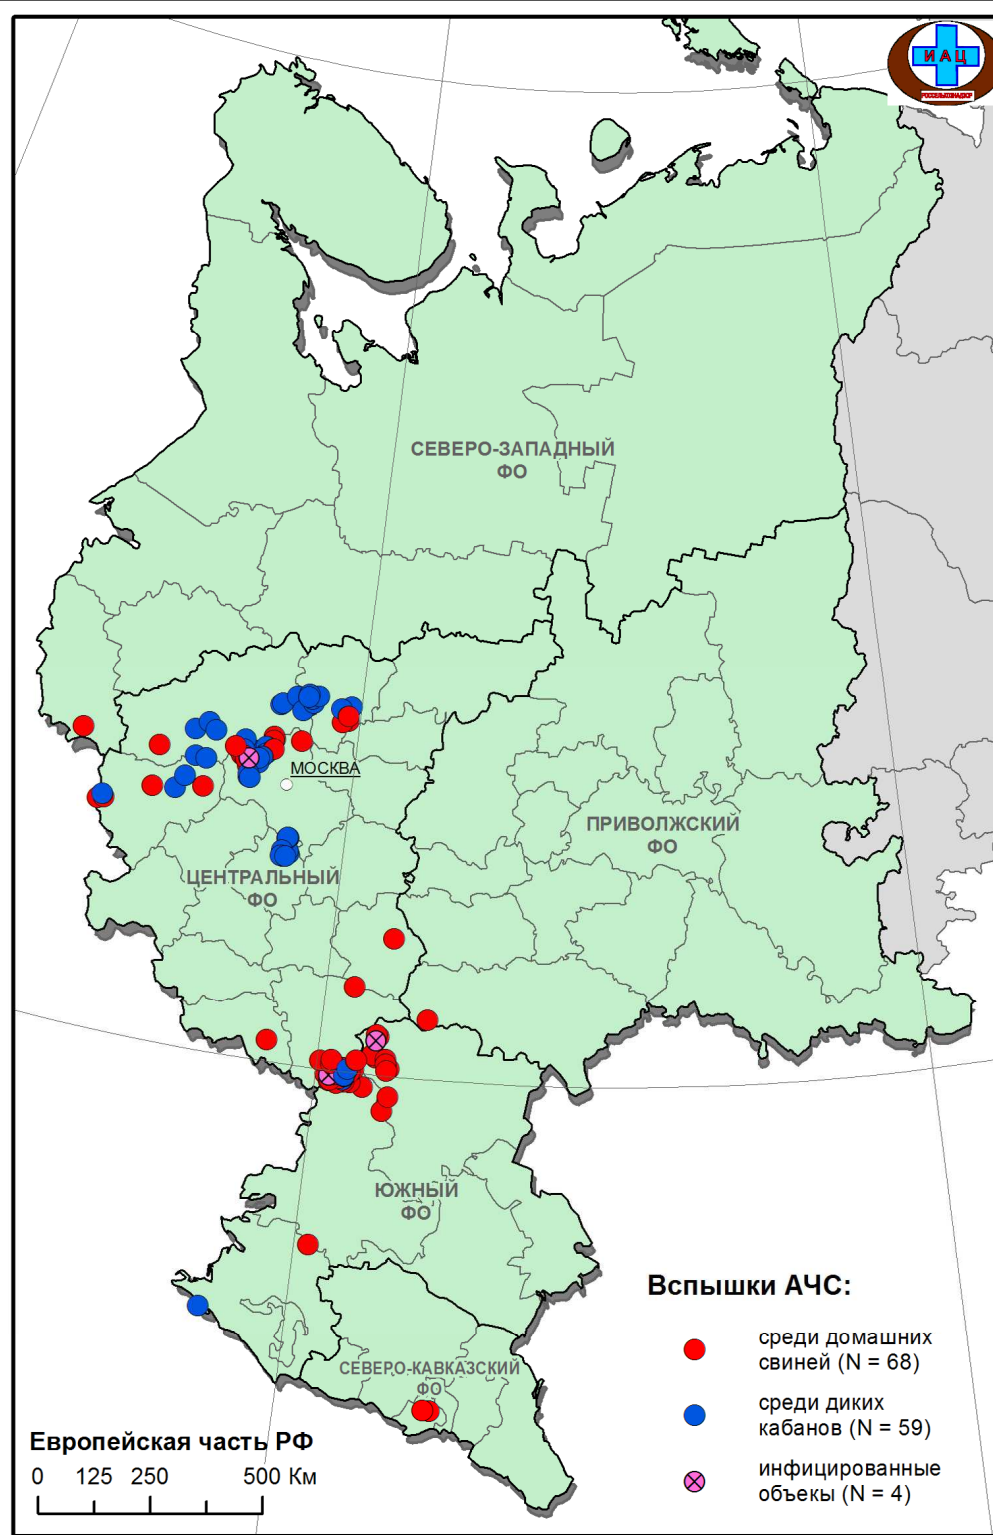 ИАЦ
РОССЕЛЬХОЗНАДЗОР
СЕВЕРО-ЗАПАДНЫЙ
ФО
МОСКВА
ПРИВОЛЖСКИЙ
ФО
ЦЕНТРАЛЬНЫЙ
ФО
ЮЖНЫЙ
ФО
СЕВЕРО-КАВКАЗСКИЙ
ФО
Вспышки АЧС:
среди домашних
свиней (N = 68)
среди диких
кабанов (N = 59)
инфицированные
объекы (N = 4)
Европейская часть РФ
0 125 250 500 Км